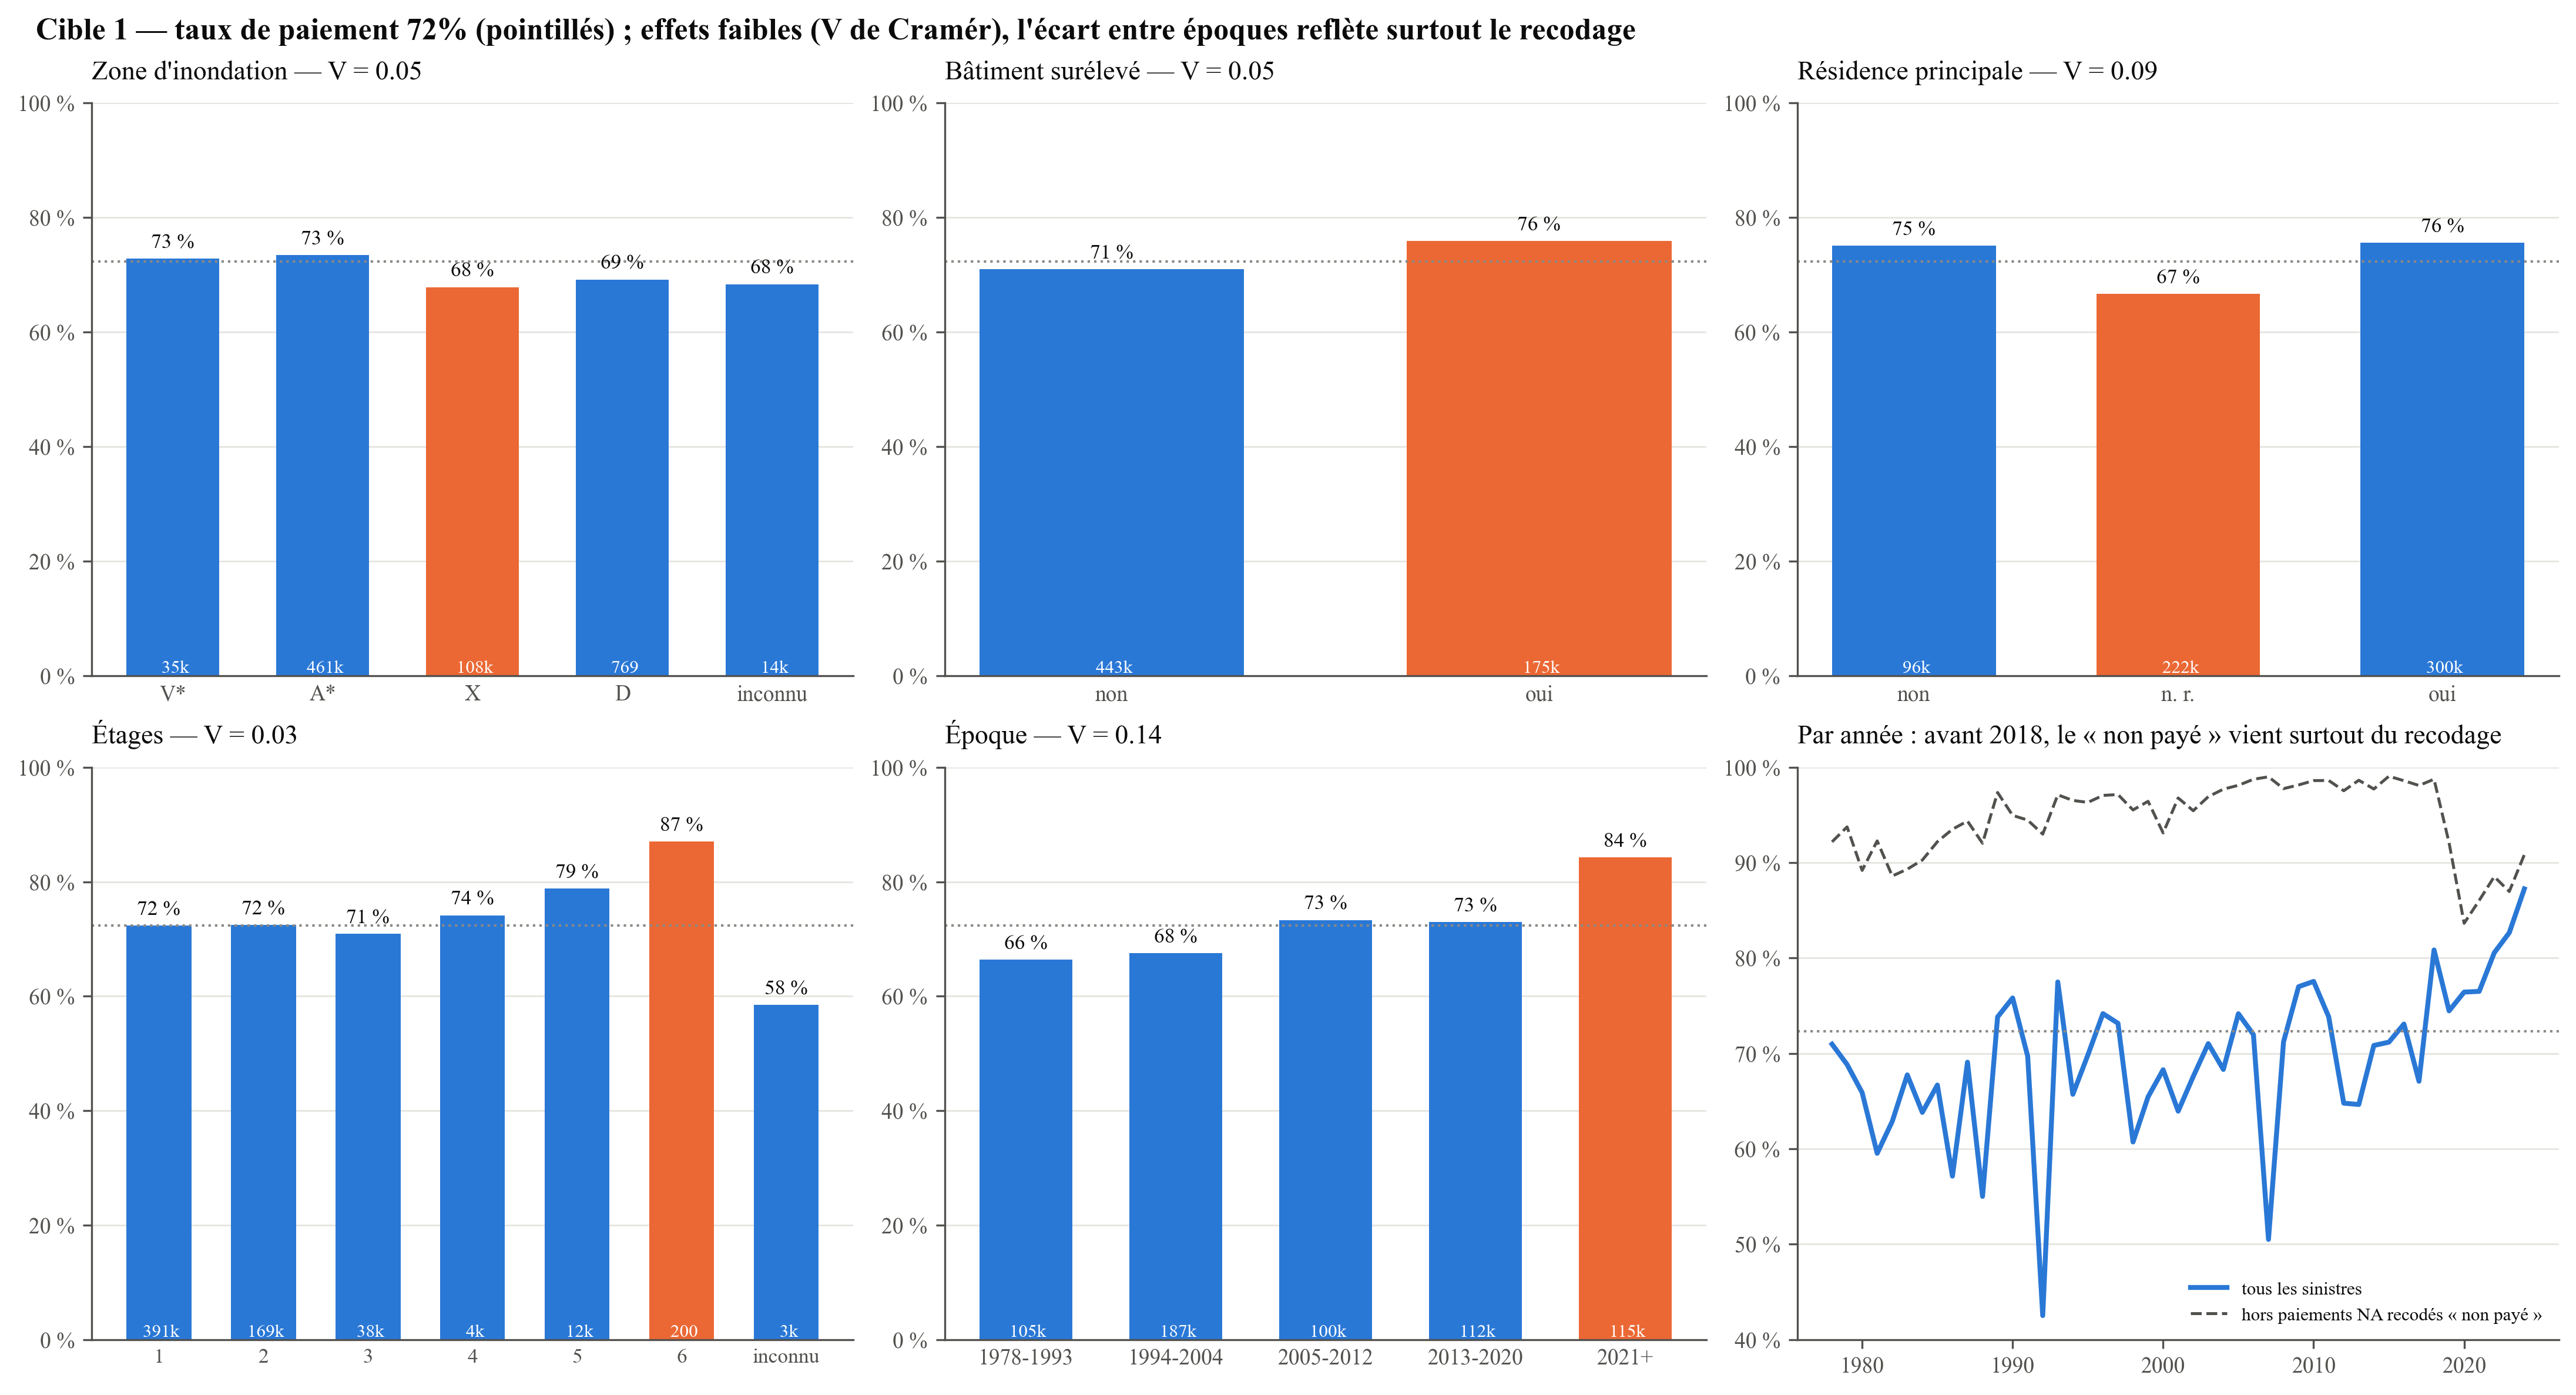 Cible 1 — taux de paiement 72% (pointillés) ; effets faibles (V de Cramér), l'écart entre époques reflète surtout le recodage
Zone d'inondation — V = 0.05
100 %
80 %
60 %
40 %
20 %
0 %
73 %
73 %
68 %
69 %
68 %
35k
461k
108k
769
14k
V*
A*
X
D
inconnu
Bâtiment surélevé — V = 0.05
100 %
80 %
60 %
40 %
20 %
0 %
71 %
76 %
443k
175k
non
oui
Résidence principale — V = 0.09
100 %
80 %
60 %
40 %
20 %
0 %
75 %
67 %
76 %
96k
222k
300k
non
n. r.
oui
Étages — V = 0.03
100 %
80 %
60 %
40 %
20 %
0 %
72 %
72 %
71 %
74 %
79 %
87 %
58 %
391k
169k
38k
4k
12k
200
3k
1
2
3
4
5
6
inconnu
Époque — V = 0.14
100 %
80 %
60 %
40 %
20 %
0 %
66 %
68 %
73 %
73 %
84 %
105k
187k
100k
112k
115k
1978-1993
1994-2004
2005-2012
2013-2020
2021+
Par année : avant 2018, le « non payé » vient surtout du recodage
100 %
90 %
80 %
70 %
60 %
50 %
40 %
tous les sinistres
hors paiements NA recodés « non payé »
1980
1990
2000
2010
2020